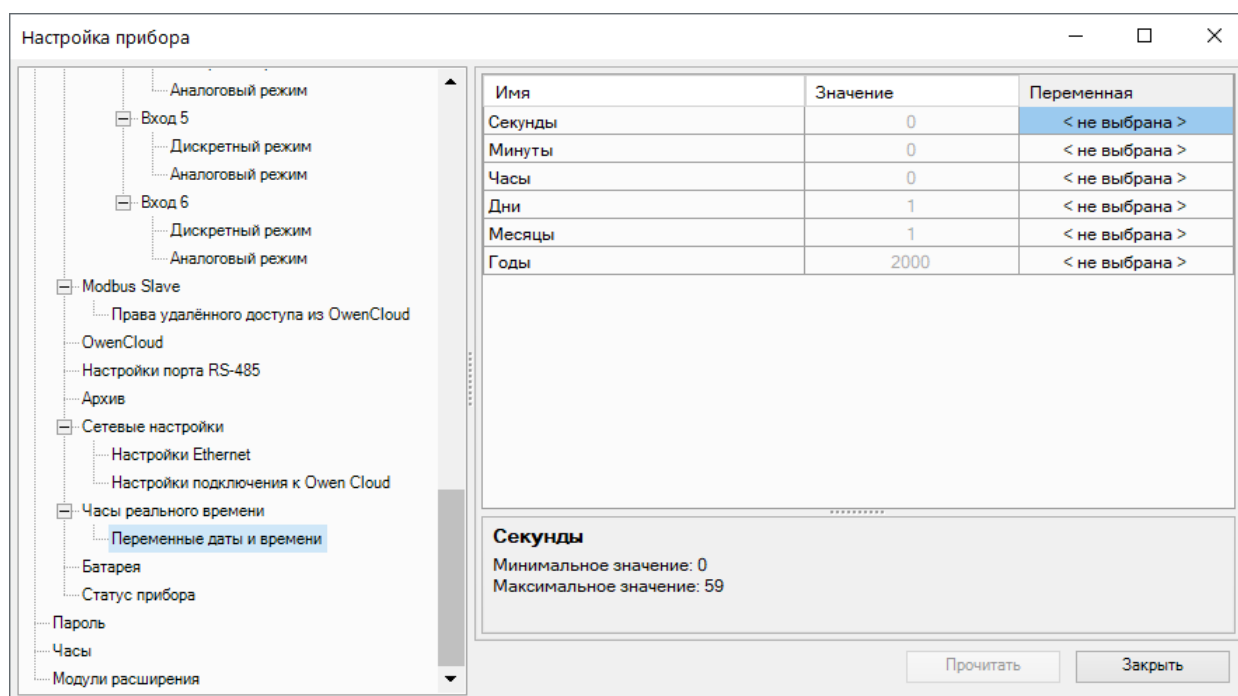 Настройка прибора
Аналоговый режим
Вход 5
Дискретный режим
Аналоговый режим
Вход 6
Дискретный режим
Аналоговый режим
Modbus Slave
Права удалённого доступа из OwenCloud
OwenCloud
Настройки порта RS-485
Архив
Сетевые настройки
Настройки Ethernet
Настройки подключения к Owen Cloud
Часы реального времени
Переменные даты и времени
Батарея
Статус прибора
Пароль
Часы
Модули расширения
Имя Значение Переменная
Секунды 0 < не выбрана >
Минуты 0 < не выбрана >
Часы 0 < не выбрана >
Дни 1 < не выбрана >
Месяцы 1 < не выбрана >
Годы 2000 < не выбрана >
Секунды
Минимальное значение: 0
Максимальное значение: 59
Прочитать Закрыть